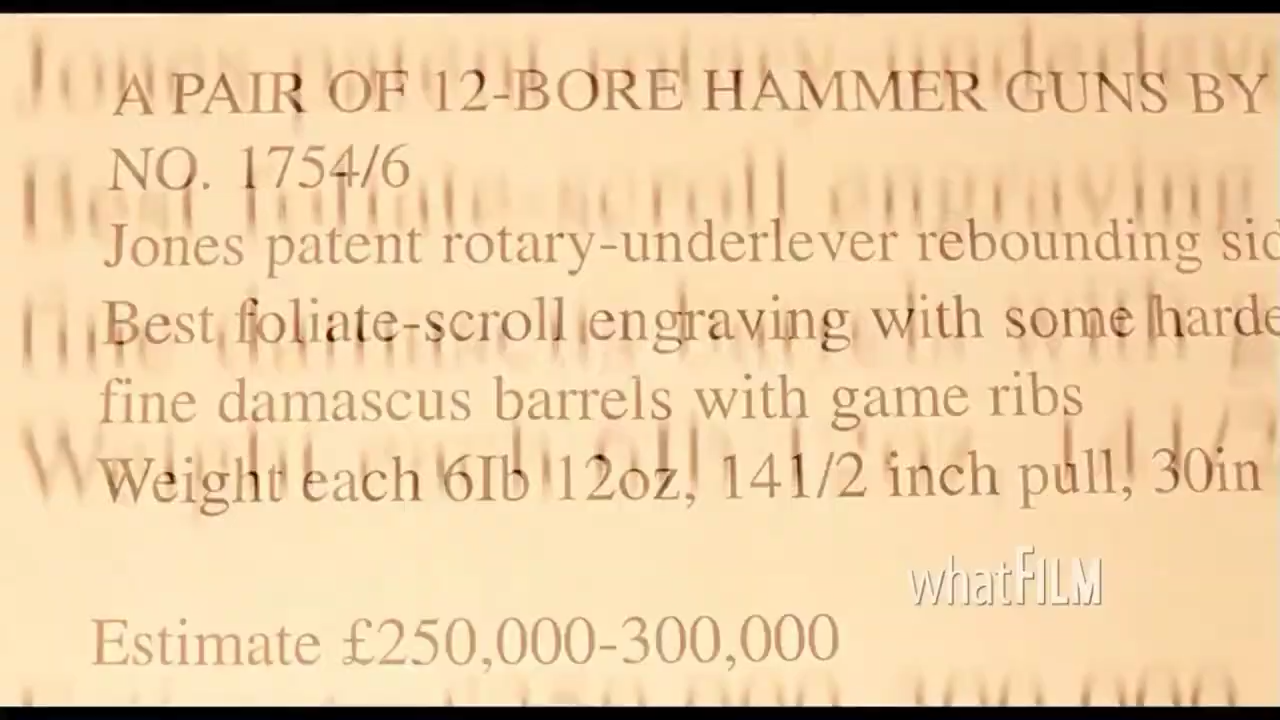 A PAIR OF 12-BORE HAMMER GUNS BY
NO. 1754/6
Jones patent rotary-underlever rebounding
Best foliate-scroll engraving with some
fine damascus barrels with game ribs
Weight each 6Ib 12oz, 141/2 inch pull, 30in
whatFILM
Estimate £250,000-300,000